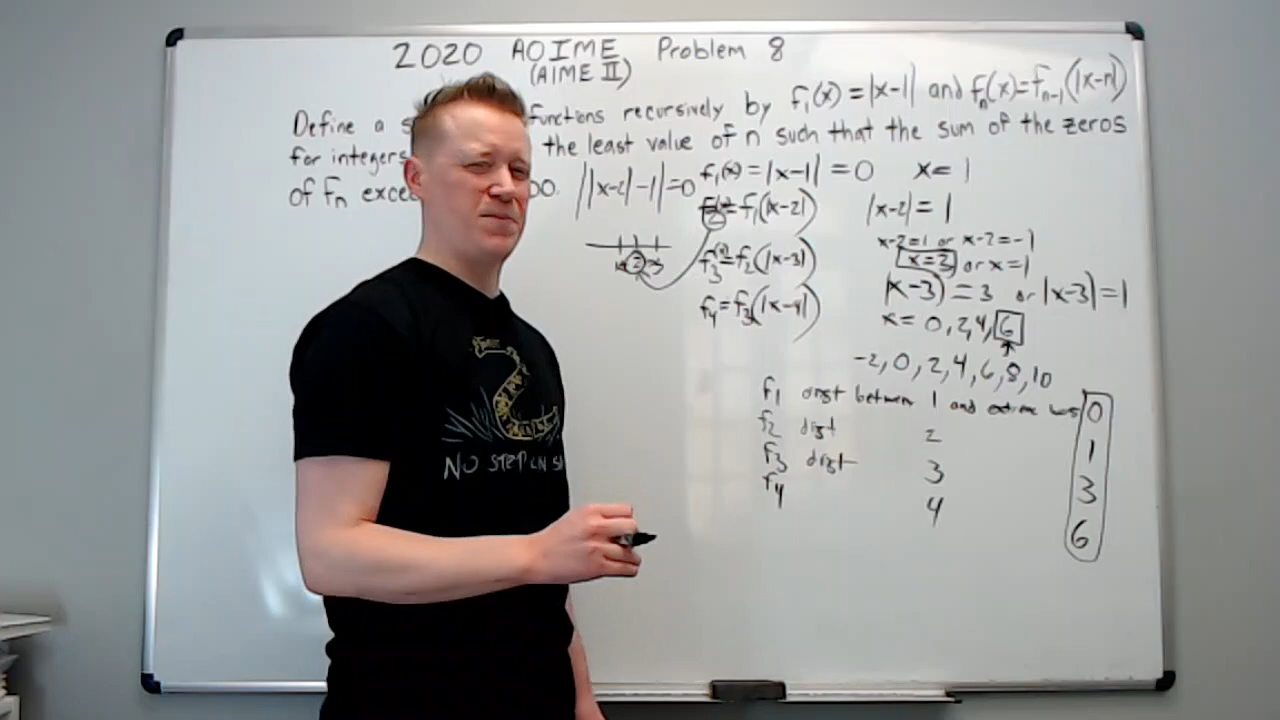 2020 AOIME Problem 8
(AIME II)
Define a functions recursively by f₁(x) = |x-1| and fₙ(x) = fₙ₋₁(|x-n|)
for integers the least value of n such that the sum of the zeros
of fₙ
||x-2|-1|=0
f₁(x) = |x-1| = 0 x = 1
= f₁(|x-2|) |x-2| = 1
x-2=1 or x-2=-1
x=3 or x=1
2
f₃ = f₂(|x-3|) |x-3| = 3 or |x-3| = 1
f₄ = f₃(|x-4|) x = 0, 2, 4, 6
-2, 0, 2, 4, 6, 8, 10
f₁ dist between 1 and extreme was 0
f₂ dist 2 1
f₃ dist 3 3
f₄ 4 6
NO STEP ON